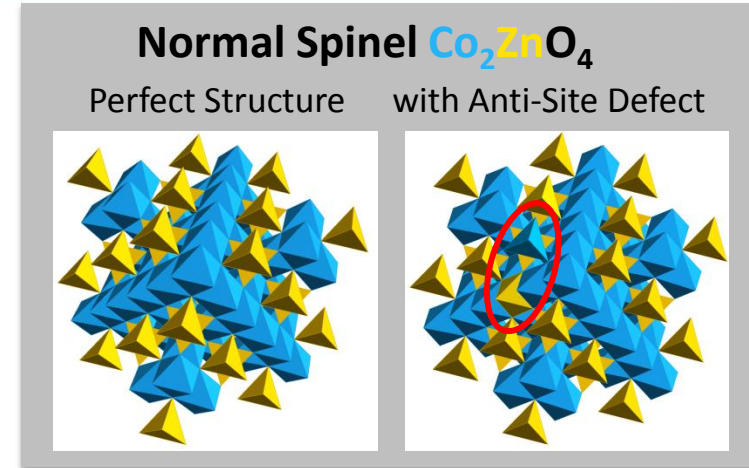 Normal Spinel Co₂ZnO₄
Perfect Structure with Anti-Site Defect